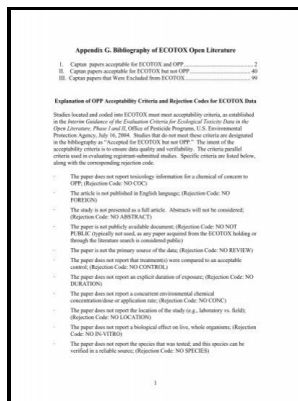 Appendix G. Bibliography of ECOTOX Open Literature
I. Captan papers acceptable for ECOTOX and OPP ... 2
II. Captan papers acceptable for ECOTOX but not OPP ... 40
III. Captan papers that Were Excluded from ECOTOX ... 99
Explanation of OPP Acceptability Criteria and Rejection Codes for ECOTOX Data
Studies located and coded into ECOTOX must meet acceptability criteria, as established
in the Interim Guidance of the Evaluation Criteria for Ecological Toxicity Data in the
Open Literature, Phase I and II, Office of Pesticide Programs, U.S. Environmental
Protection Agency, July 16, 2004. Studies that do not meet these criteria are designated
in the bibliography as "Accepted for ECOTOX but not OPP." The intent of the
acceptability criteria is to ensure data quality and verifiability. The criteria parallel
criteria used in evaluating registrant-submitted studies. Specific criteria are listed below,
along with the corresponding rejection code.
· The paper does not report toxicology information for a chemical of concern to
OPP; (Rejection Code: NO COC)
· The article is not published in English language; (Rejection Code: NO
FOREIGN)
· The study is not presented as a full article. Abstracts will not be considered;
(Rejection Code: NO ABSTRACT)
· The paper is not publicly available document; (Rejection Code: NO NOT
PUBLIC (typically not used, as any paper acquired from the ECOTOX holding or
through the literature search is considered public)
· The paper is not the primary source of the data; (Rejection Code: NO REVIEW)
· The paper does not report that treatment(s) were compared to an acceptable
control; (Rejection Code: NO CONTROL)
· The paper does not report an explicit duration of exposure; (Rejection Code: NO
DURATION)
· The paper does not report a concurrent environmental chemical
concentration/dose or application rate; (Rejection Code: NO CONC)
· The paper does not report the location of the study (e.g., laboratory vs. field);
(Rejection Code: NO LOCATION)
· The paper does not report a biological effect on live, whole organisms; (Rejection
Code: NO IN-VITRO)
· The paper does not report the species that was tested; and this species can be
verified in a reliable source; (Rejection Code: NO SPECIES)
1